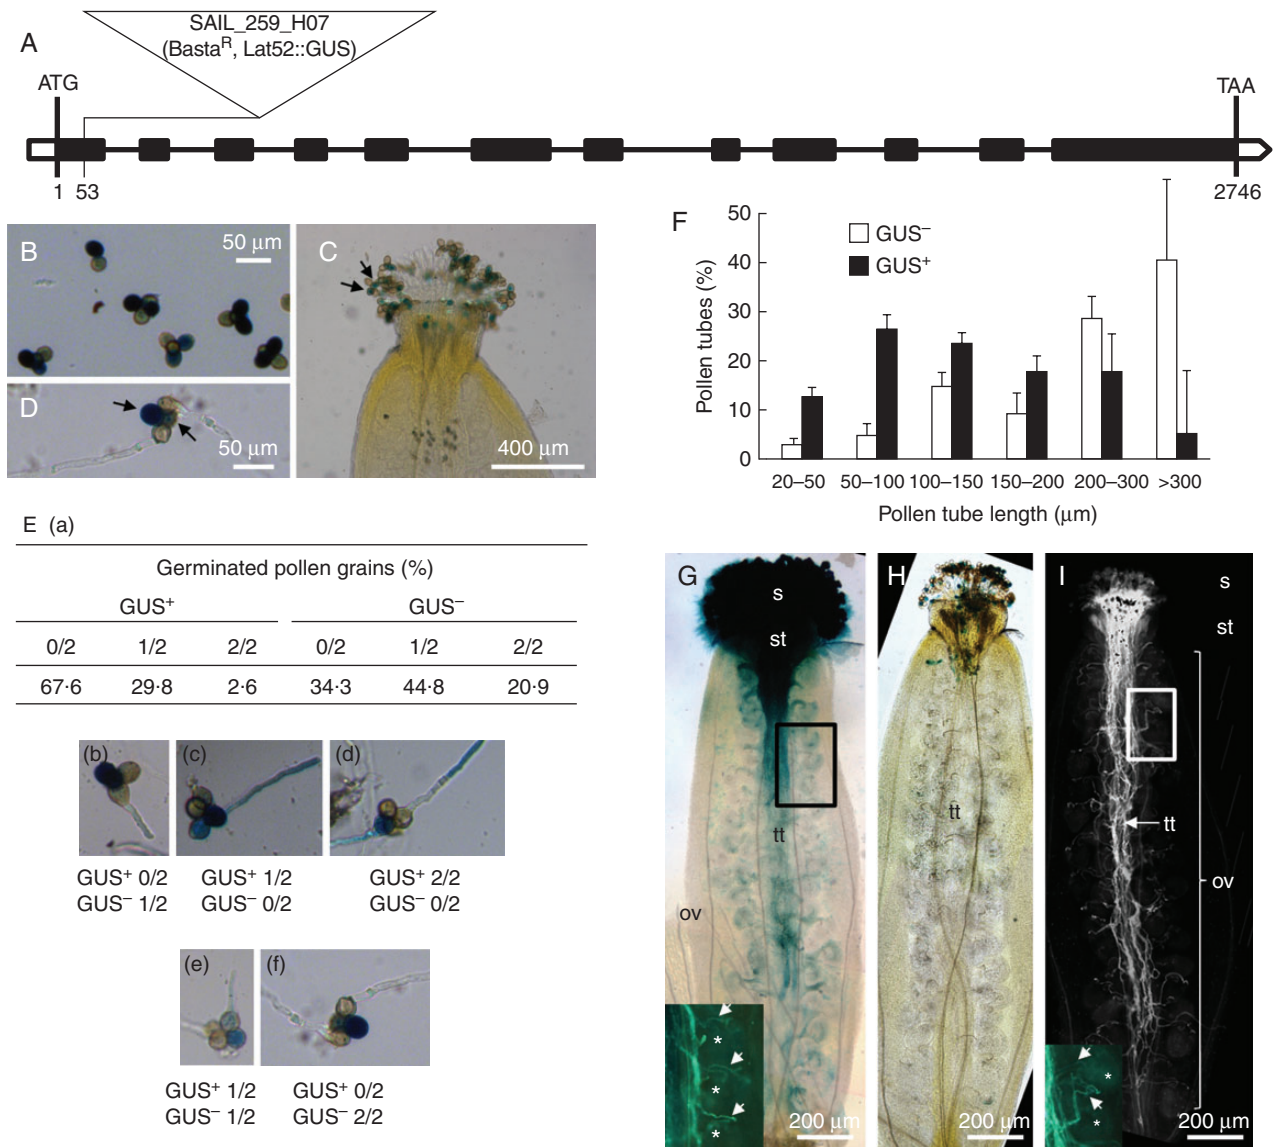 A
SAIL_259_H07
(Basta^R, Lat52::GUS)
ATG
TAA
1 53
2746
B
50 μm
C
400 μm
D
50 μm
F
GUS–
GUS+
Pollen tubes (%)
50
40
30
20
10
0
20–50 50–100 100–150 150–200 200–300 >300
Pollen tube length (μm)
E (a)
Germinated pollen grains (%)
GUS+ GUS–
0/2 1/2 2/2 0/2 1/2 2/2
67·6 29·8 2·6 34·3 44·8 20·9
(b) (c) (d)
GUS+ 0/2 GUS+ 1/2 GUS+ 2/2
GUS– 1/2 GUS– 0/2 GUS– 0/2
(e) (f)
GUS+ 1/2 GUS+ 0/2
GUS– 1/2 GUS– 2/2
G
s
st
tt
ov
*
*
*
200 μm
H
tt
200 μm
I
s
st
tt
ov
*
*
200 μm